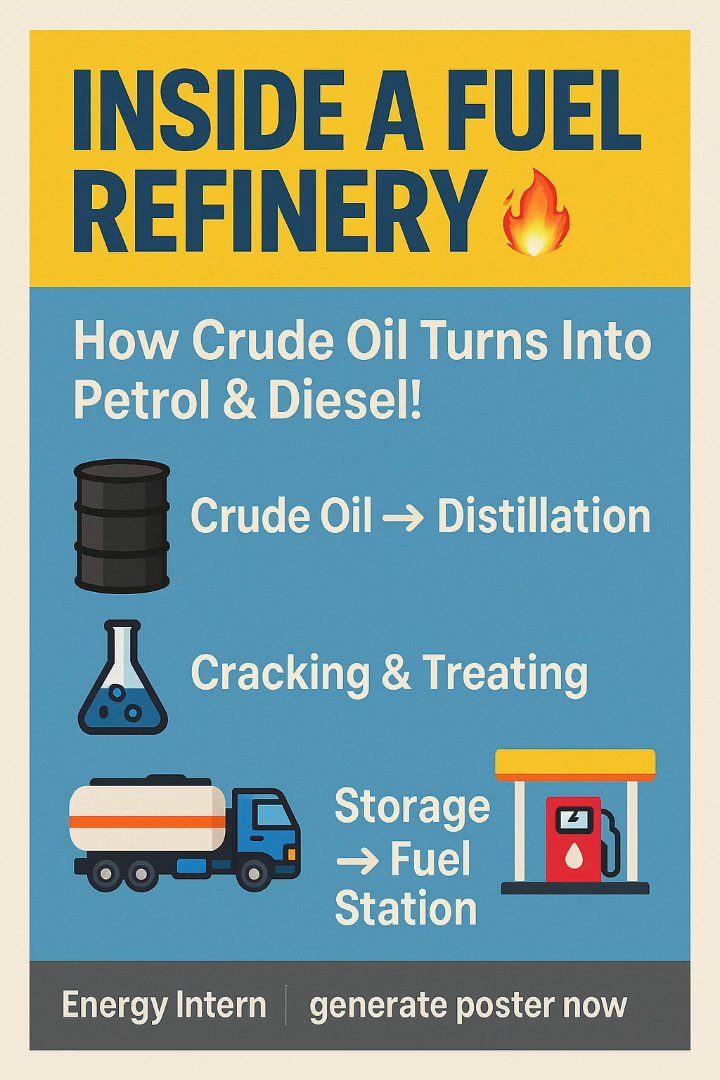 INSIDE A FUEL
REFINERY🔥
How Crude Oil Turns Into
Petrol & Diesel!
Crude Oil → Distillation
Cracking & Treating
Storage
→ Fuel
Station
Energy Intern | generate poster now